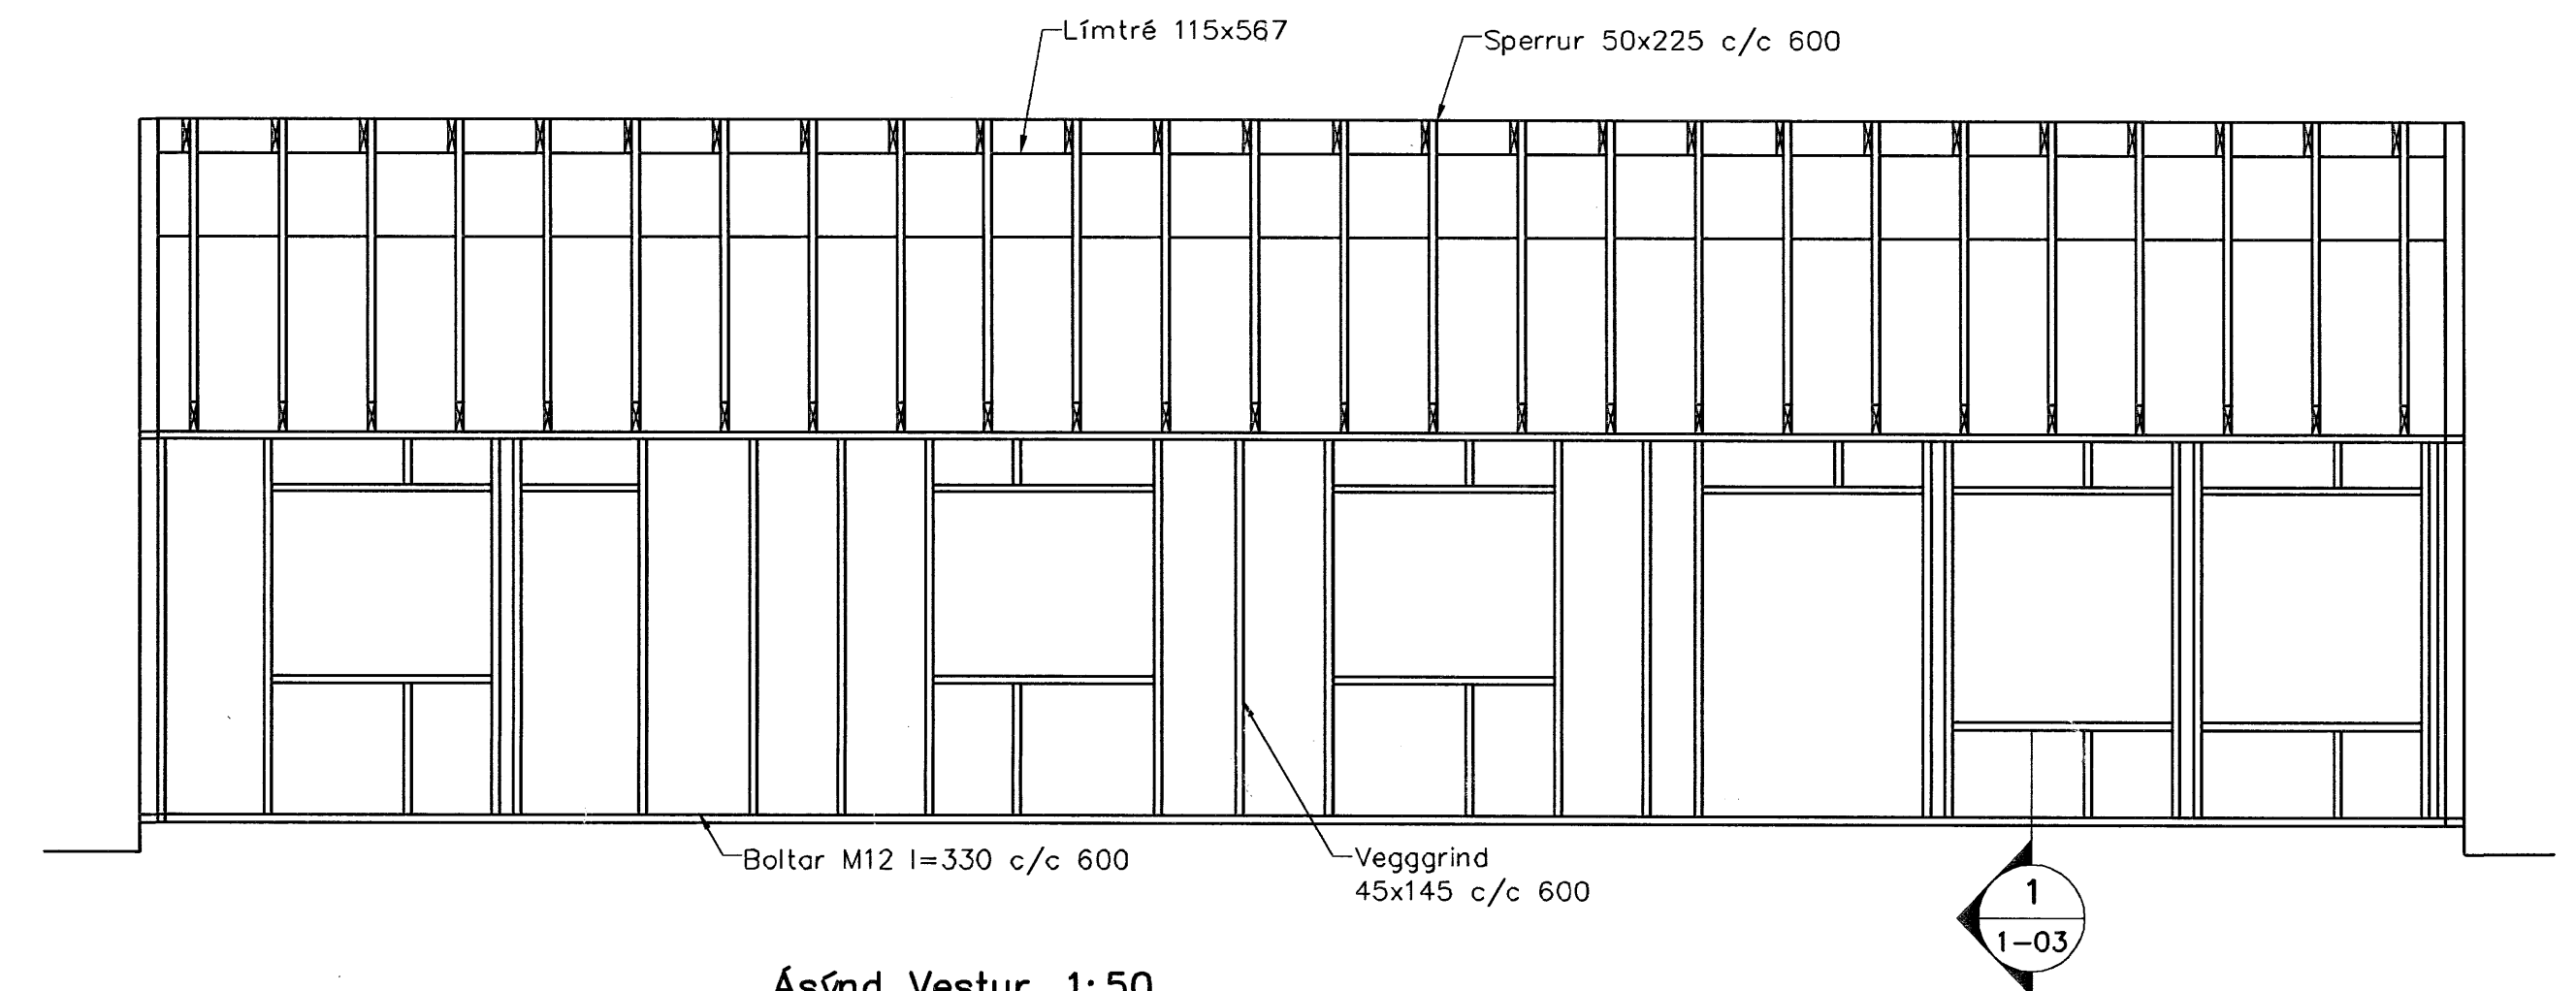 Límtré 115x567
Sperrur 50x225 c/c 600
Boltar M12 l=330 c/c 600
Vegggrind
45x145 c/c 600
1
1-03
Ásýnd Vestur 1:50